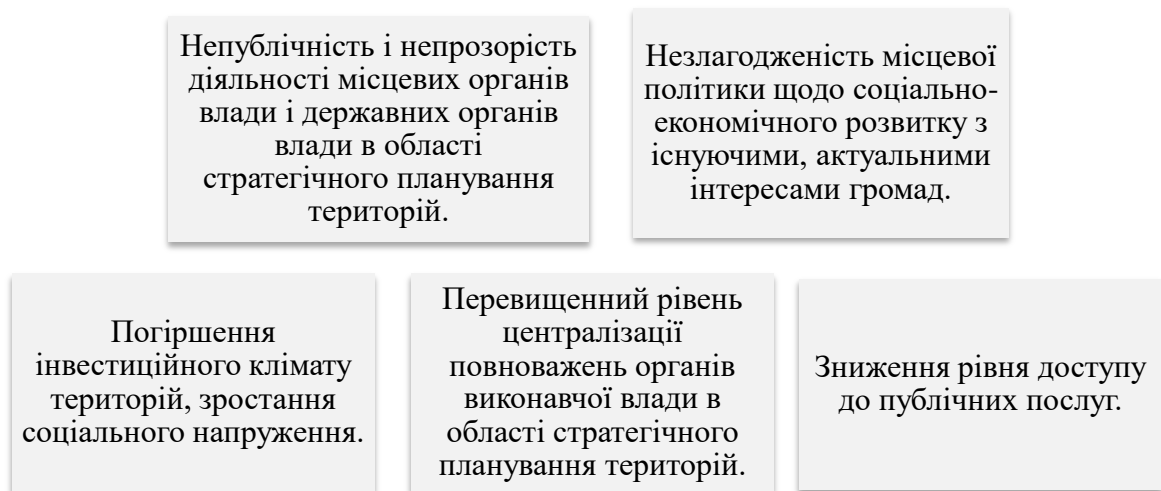 Непублічність і непрозорість
діяльності місцевих органів
влади і державних органів
влади в області
стратегічного планування
територій.
Незлагодженість місцевої
політики щодо соціально-
економічного розвитку з
існуючими, актуальними
інтересами громад.
Погіршення
інвестиційного клімату
територій, зростання
соціального напруження.
Перевищенний рівень
централізації
повноважень органів
виконавчої влади в
області стратегічного
планування територій.
Зниження рівня доступу
до публічних послуг.